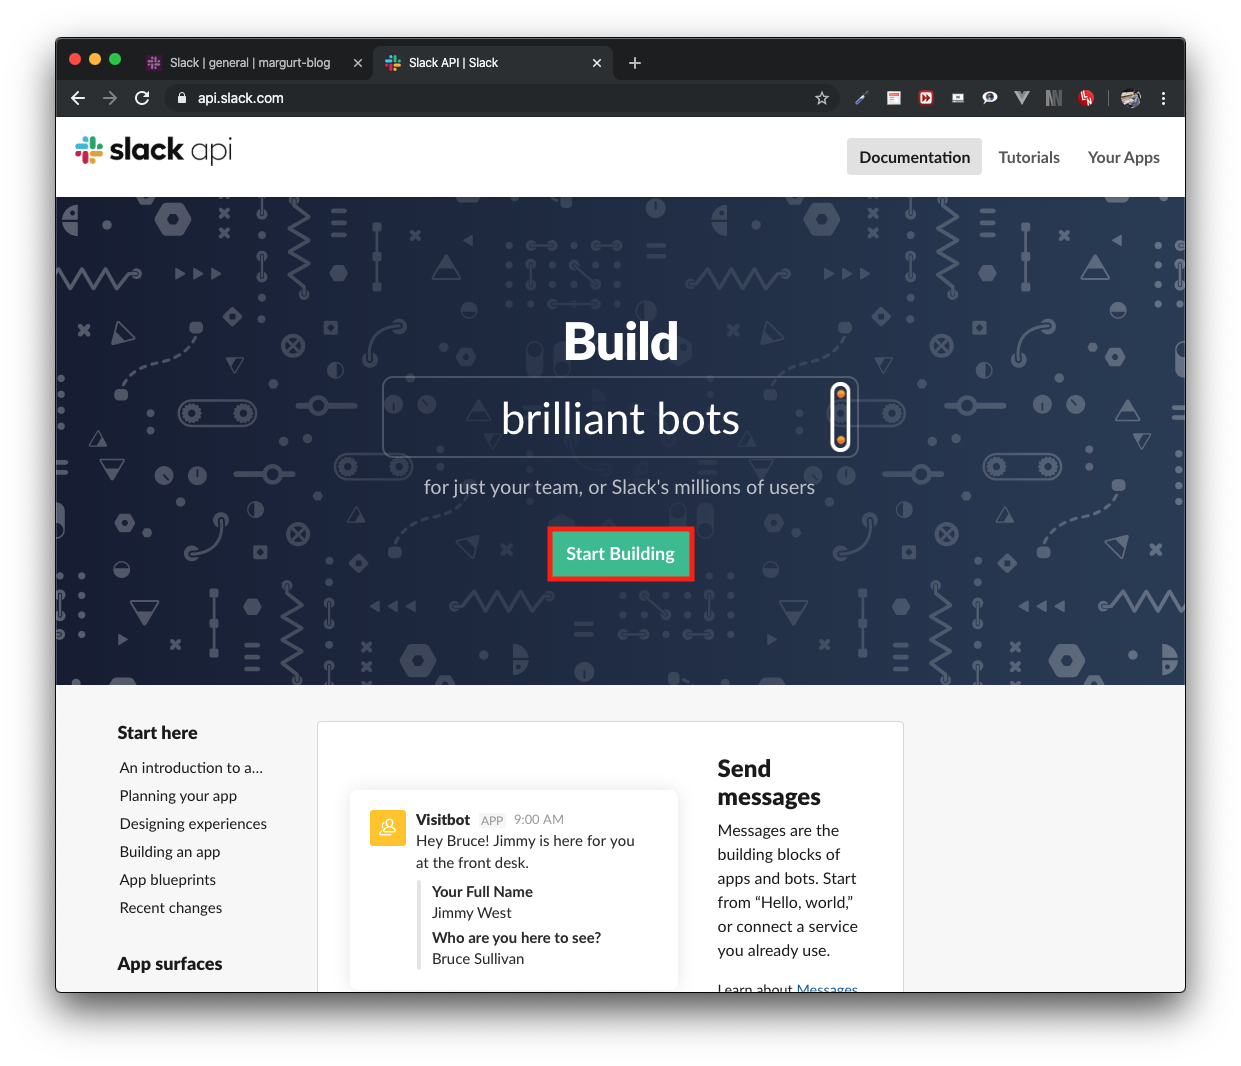 Slack | general | margurt-blog
Slack API | Slack
api.slack.com
slack api
Documentation
Tutorials
Your Apps
Build
brilliant bots
for just your team, or Slack's millions of users
Start Building
Start here
An introduction to a...
Planning your app
Designing experiences
Building an app
App blueprints
Recent changes
App surfaces
Visitbot APP 9:00 AM
Hey Bruce! Jimmy is here for you
at the front desk.
Your Full Name
Jimmy West
Who are you here to see?
Bruce Sullivan
Send
messages
Messages are the
building blocks of
apps and bots. Start
from “Hello, world,”
or connect a service
you already use.
Learn about Messages